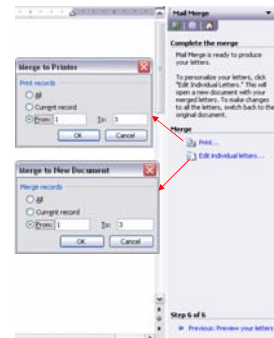 Mail Merge
Complete the merge
Mail Merge is ready to produce
your letters.
To personalize your letters, click
"Edit Individual Letters." This will
open a new document with your
merged letters. To make changes
to all the letters, switch back to the
original document.
Merge
Print...
Edit individual letters...
Merge to Printer
Print records
All
Current record
From: 1 To: 3
OK Cancel
Merge to New Document
Merge records
All
Current record
From: 1 To: 3
OK Cancel
Step 6 of 6
Previous: Preview your letters